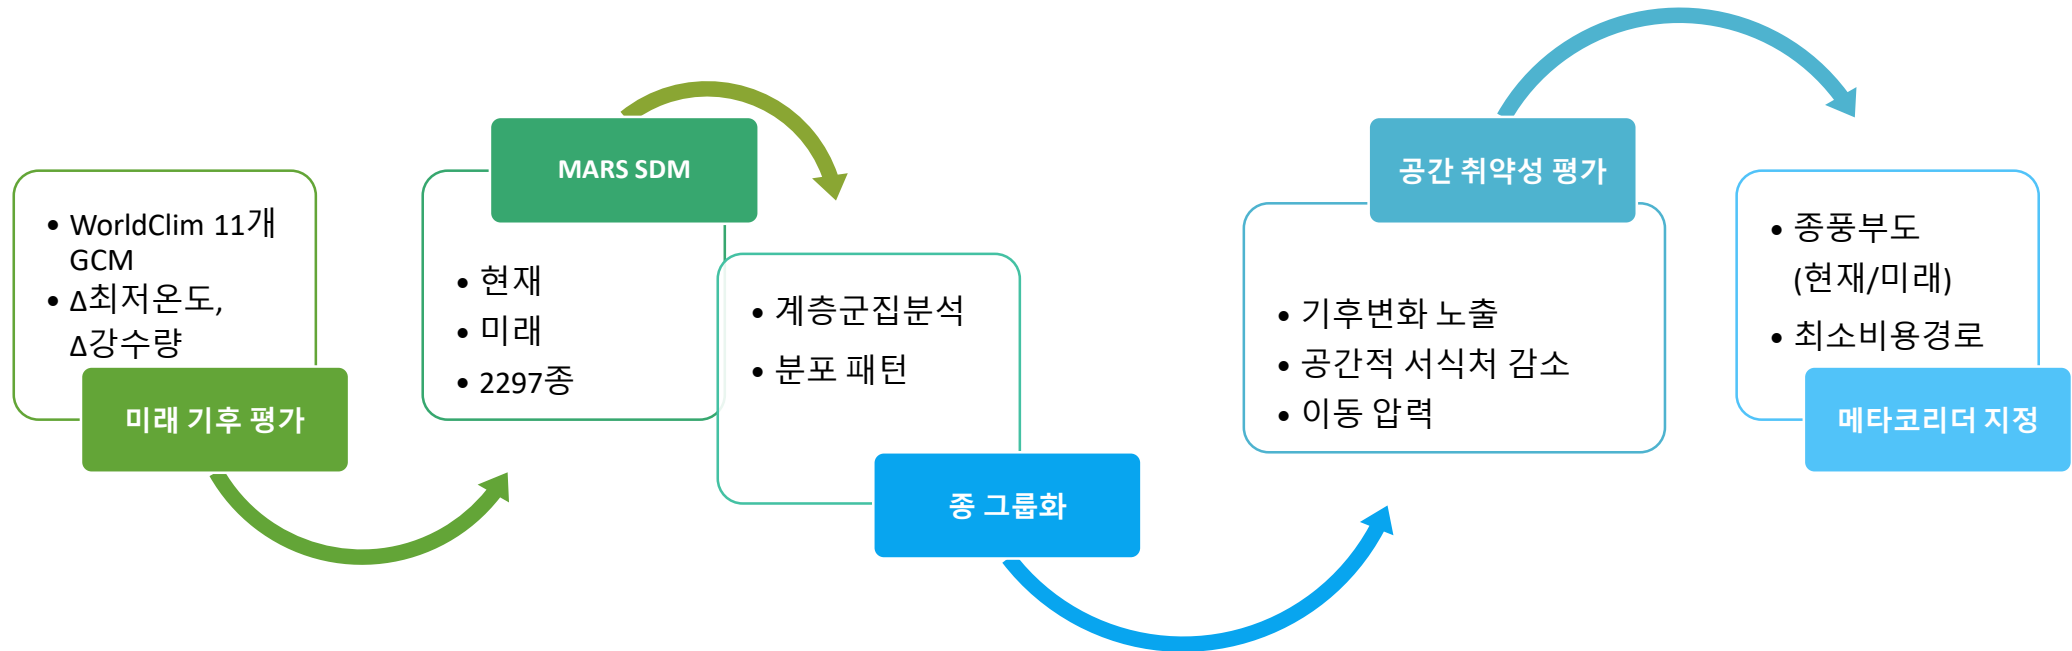 • WorldClim 11개
GCM
• Δ최저온도,
Δ강수량
미래 기후 평가
MARS SDM
• 현재
• 미래
• 2297종
• 계층군집분석
• 분포 패턴
종 그룹화
공간 취약성 평가
• 기후변화 노출
• 공간적 서식처 감소
• 이동 압력
• 종풍부도
(현재/미래)
• 최소비용경로
메타코리더 지정